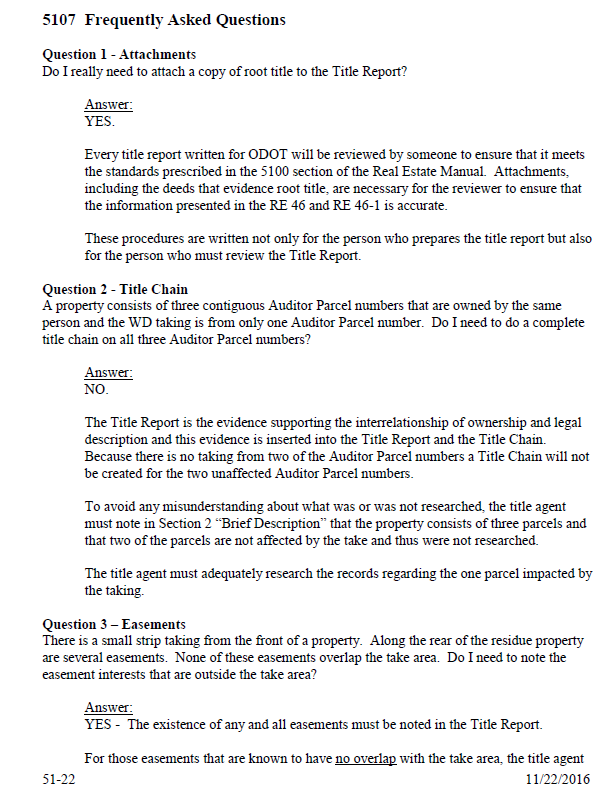 5107 Frequently Asked Questions
Question 1 - Attachments
Do I really need to attach a copy of root title to the Title Report?
Answer:
YES.
Every title report written for ODOT will be reviewed by someone to ensure that it meets
the standards prescribed in the 5100 section of the Real Estate Manual. Attachments,
including the deeds that evidence root title, are necessary for the reviewer to ensure that
the information presented in the RE 46 and RE 46-1 is accurate.
These procedures are written not only for the person who prepares the title report but also
for the person who must review the Title Report.
Question 2 - Title Chain
A property consists of three contiguous Auditor Parcel numbers that are owned by the same
person and the WD taking is from only one Auditor Parcel number. Do I need to do a complete
title chain on all three Auditor Parcel numbers?
Answer:
NO.
The Title Report is the evidence supporting the interrelationship of ownership and legal
description and this evidence is inserted into the Title Report and the Title Chain.
Because there is no taking from two of the Auditor Parcel numbers a Title Chain will not
be created for the two unaffected Auditor Parcel numbers.
To avoid any misunderstanding about what was or was not researched, the title agent
must note in Section 2 “Brief Description” that the property consists of three parcels and
that two of the parcels are not affected by the take and thus were not researched.
The title agent must adequately research the records regarding the one parcel impacted by
the taking.
Question 3 – Easements
There is a small strip taking from the front of a property. Along the rear of the residue property
are several easements. None of these easements overlap the take area. Do I need to note the
easement interests that are outside the take area?
Answer:
YES - The existence of any and all easements must be noted in the Title Report.
For those easements that are known to have no overlap with the take area, the title agent
51-22 11/22/2016